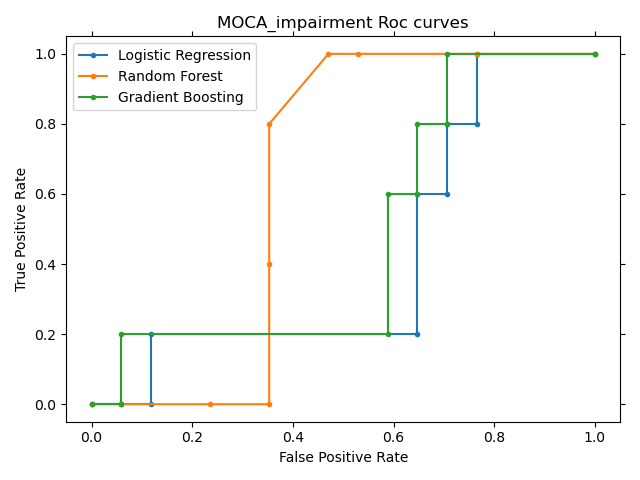 MOCA_impairment Roc curves
Logistic Regression
Random Forest
Gradient Boosting
True Positive Rate
1.0
0.8
0.6
0.4
0.2
0.0
0.0 0.2 0.4 0.6 0.8 1.0
False Positive Rate